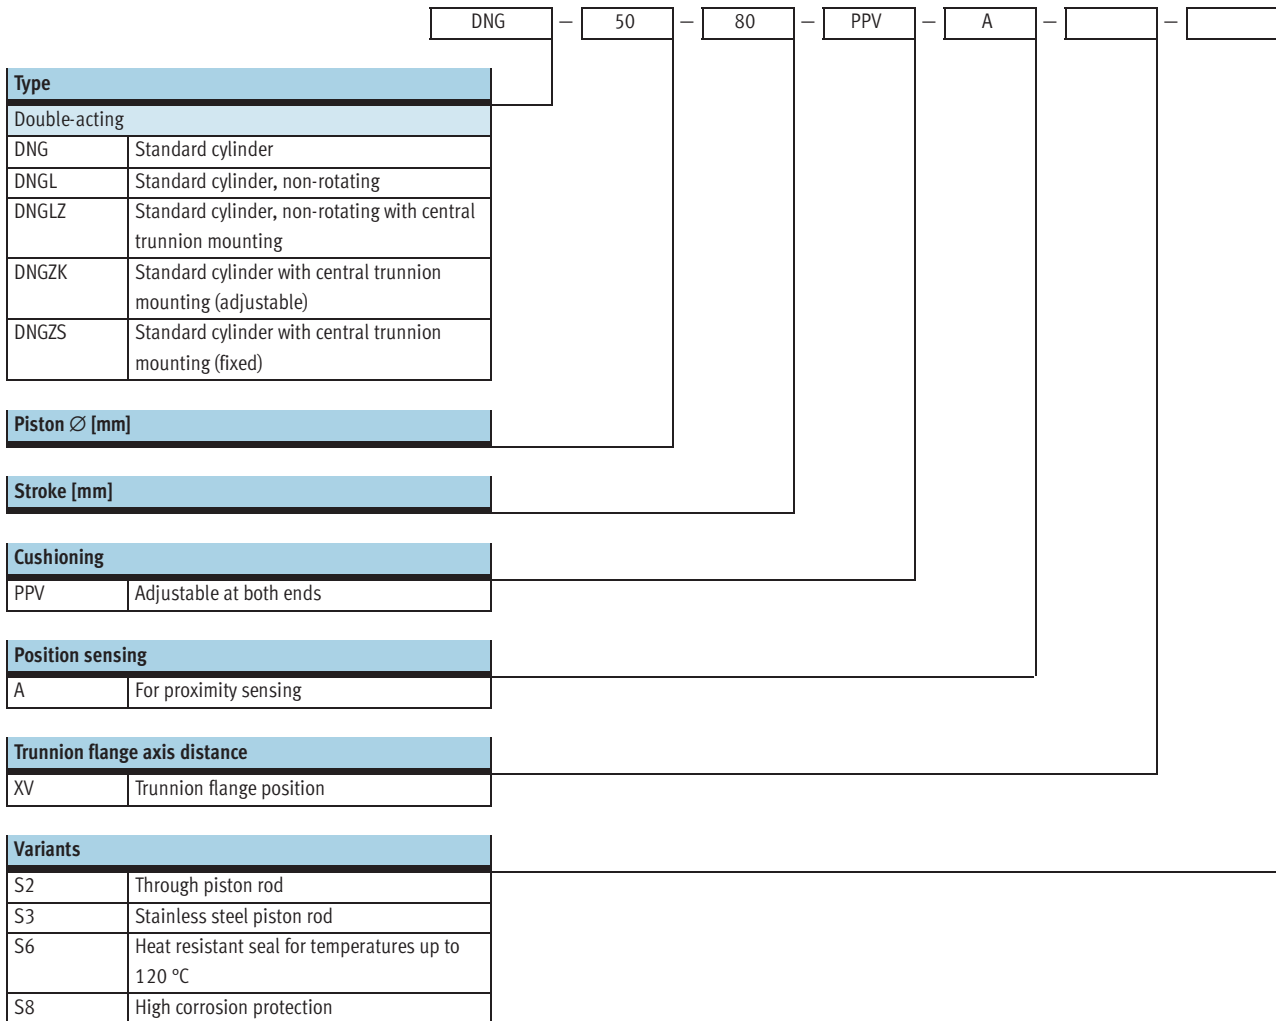 DNG – 50 – 80 – PPV – A – –
Type
Double-acting
DNG Standard cylinder
DNGL Standard cylinder, non-rotating
DNGLZ Standard cylinder, non-rotating with central
trunnion mounting
DNGZK Standard cylinder with central trunnion
mounting (adjustable)
DNGZS Standard cylinder with central trunnion
mounting (fixed)
Piston ∅ [mm]
Stroke [mm]
Cushioning
PPV Adjustable at both ends
Position sensing
A For proximity sensing
Trunnion flange axis distance
XV Trunnion flange position
Variants
S2 Through piston rod
S3 Stainless steel piston rod
S6 Heat resistant seal for temperatures up to
120 °C
S8 High corrosion protection